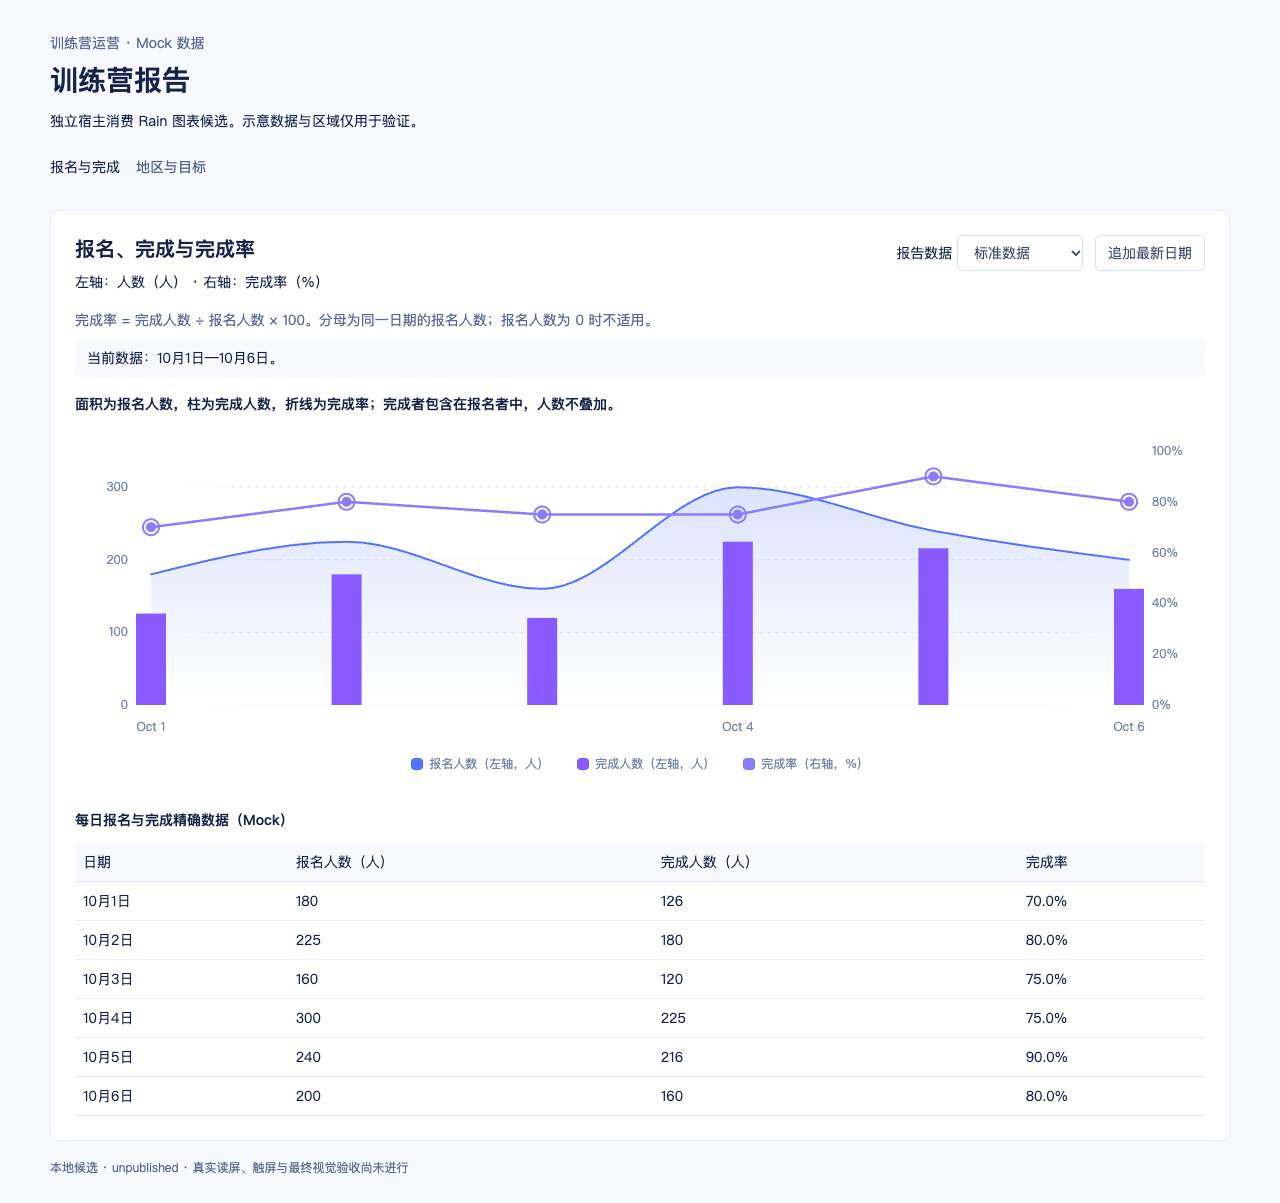 训练营运营 · Mock 数据
训练营报告
独立宿主消费 Rain 图表候选。示意数据与区域仅用于验证。
报名与完成 地区与目标
报名、完成与完成率
报告数据 标准数据 追加最新日期
左轴：人数（人） · 右轴：完成率（%）
完成率 = 完成人数 ÷ 报名人数 × 100。分母为同一日期的报名人数；报名人数为 0 时不适用。
当前数据：10月1日—10月6日。
面积为报名人数，柱为完成人数，折线为完成率；完成者包含在报名者中，人数不叠加。
100%
300
80%
200
60%
40%
100
20%
0
0%
Oct 1
Oct 4
Oct 6
报名人数（左轴，人） 完成人数（左轴，人） 完成率（右轴，%）
每日报名与完成精确数据（Mock）
日期 报名人数（人） 完成人数（人） 完成率
10月1日 180 126 70.0%
10月2日 225 180 80.0%
10月3日 160 120 75.0%
10月4日 300 225 75.0%
10月5日 240 216 90.0%
10月6日 200 160 80.0%
本地候选 · unpublished · 真实读屏、触屏与最终视觉验收尚未进行